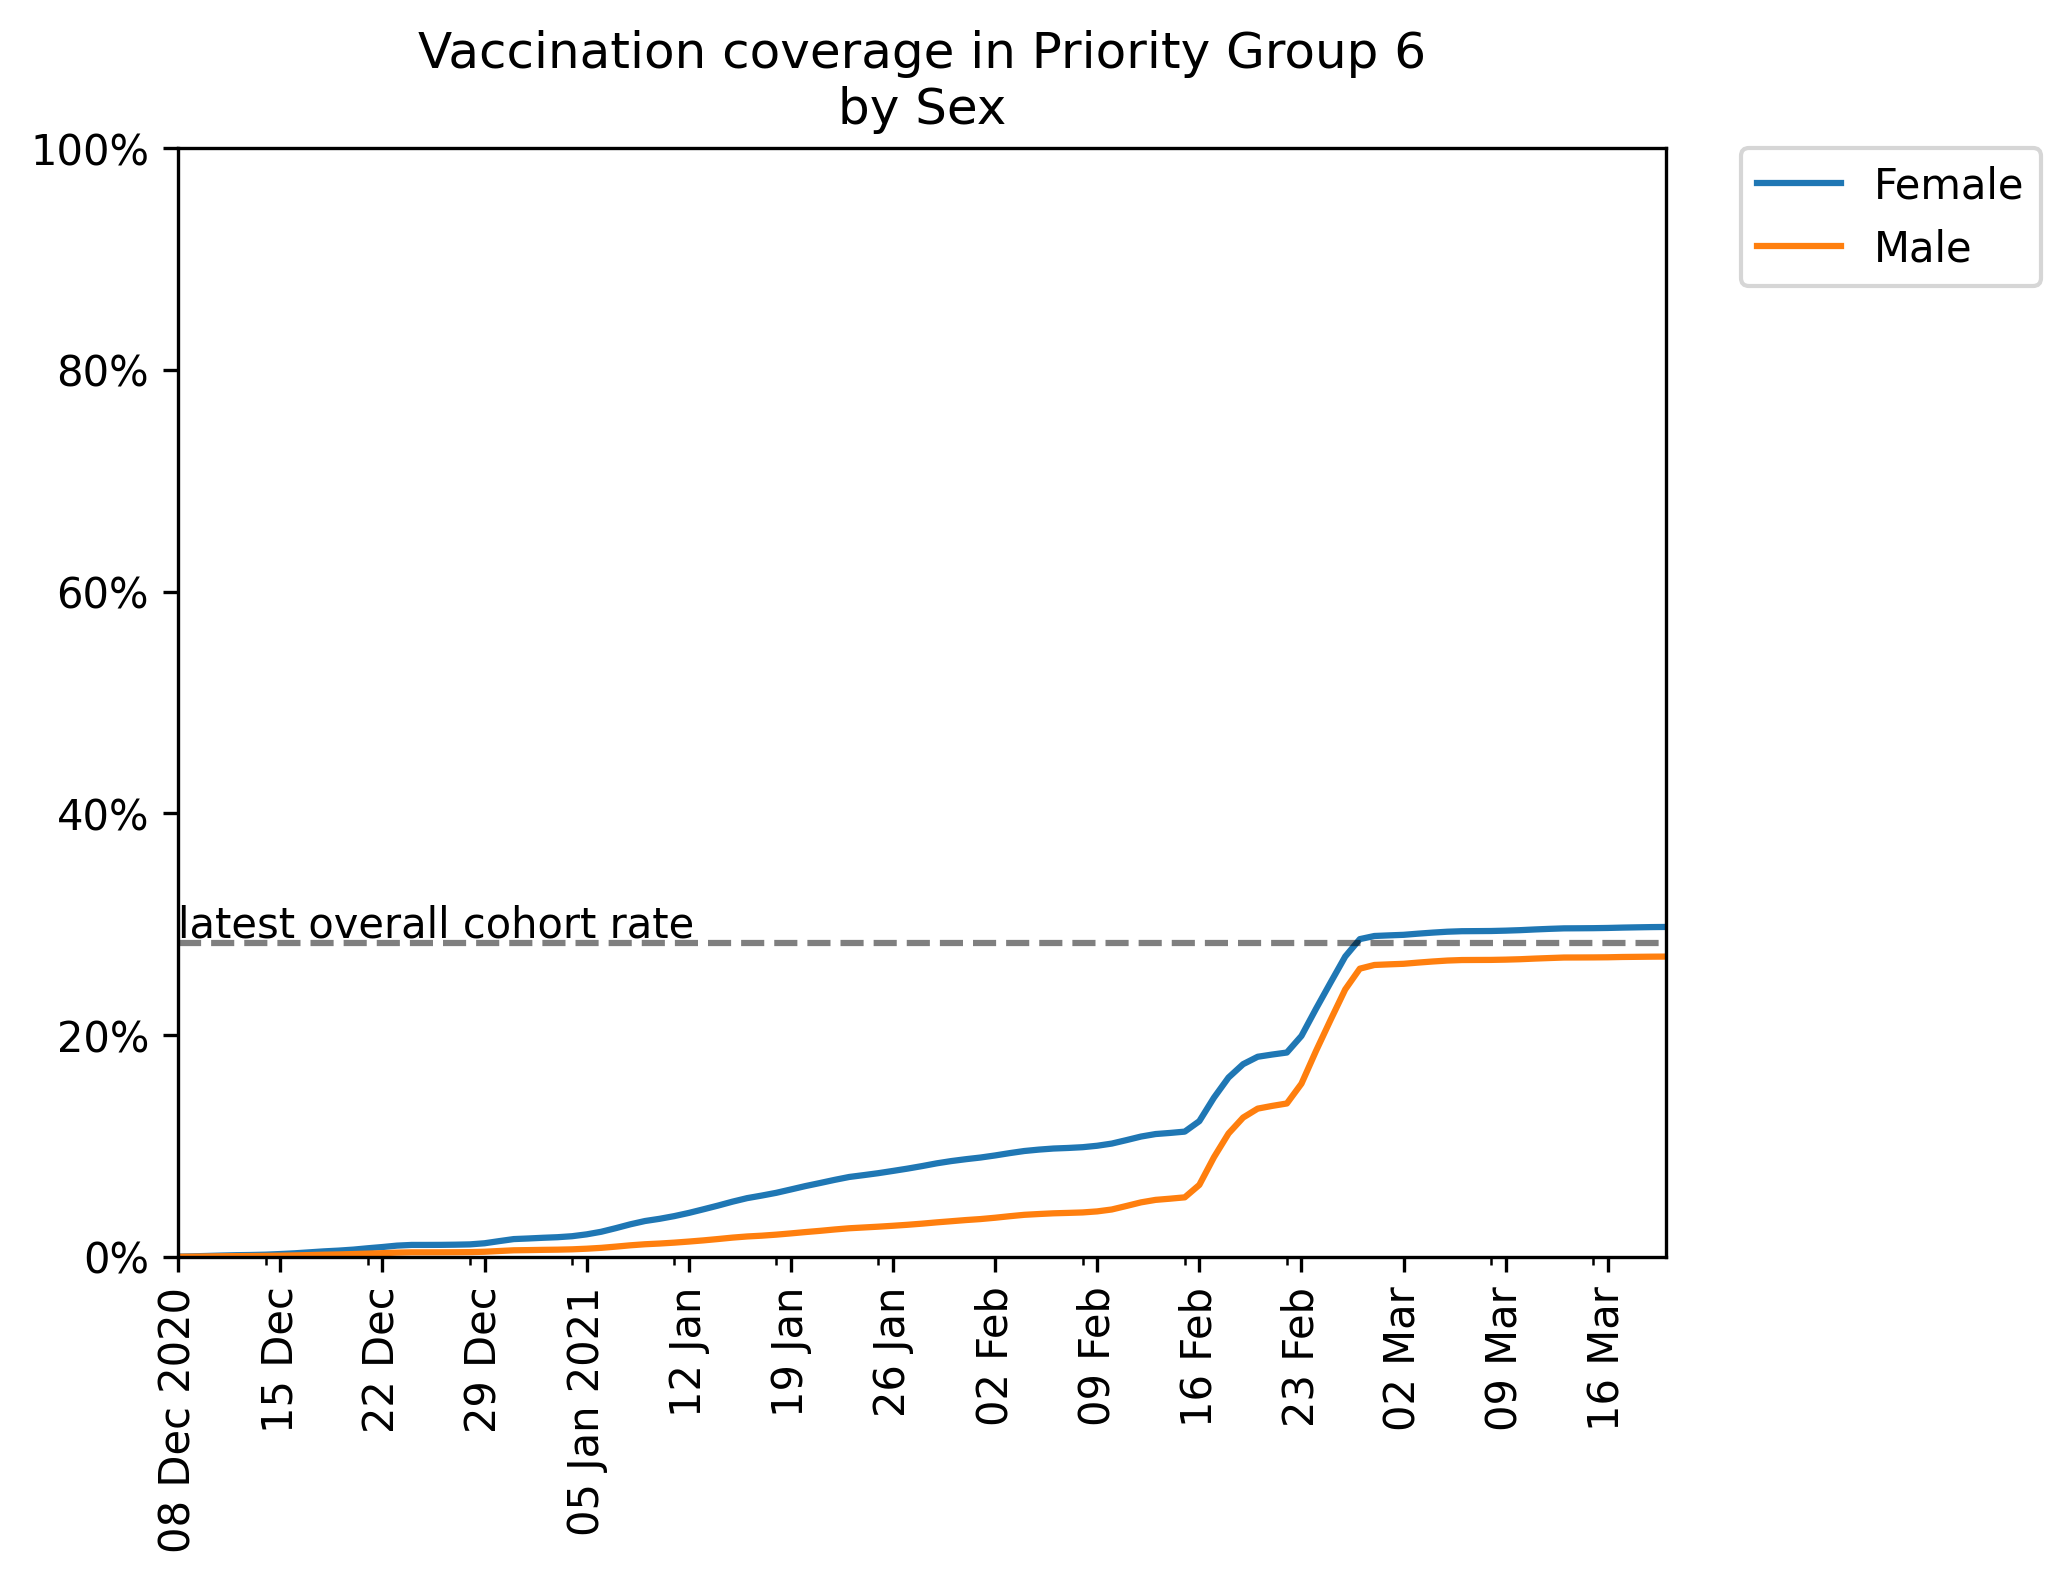 Vaccination coverage in Priority Group 6
by Sex
100%
80%
60%
40%
20%
0%
latest overall cohort rate
Female
Male
08 Dec 2020
15 Dec
22 Dec
29 Dec
05 Jan 2021
12 Jan
19 Jan
26 Jan
02 Feb
09 Feb
16 Feb
23 Feb
02 Mar
09 Mar
16 Mar